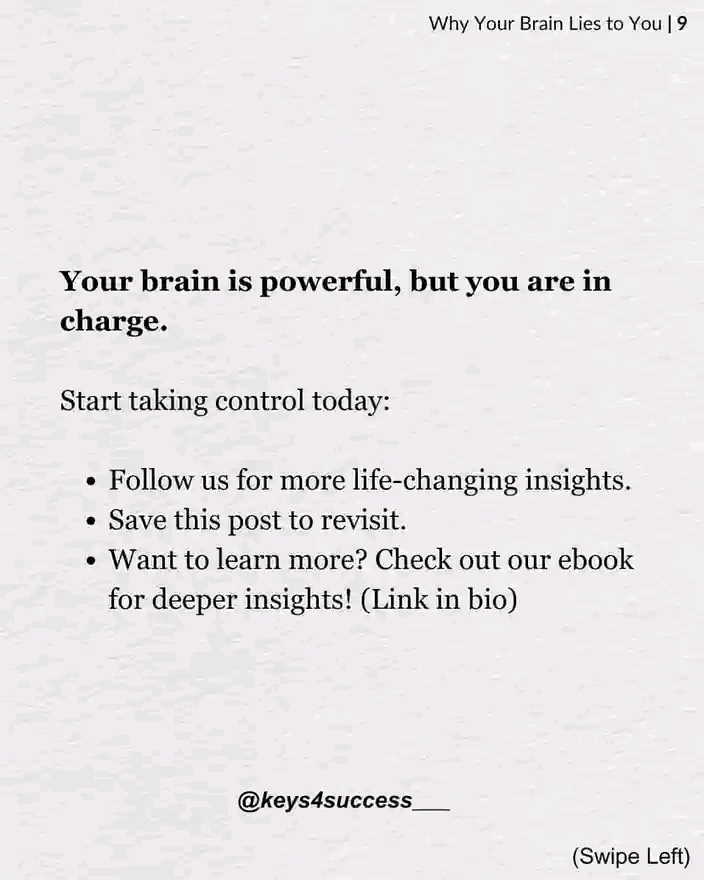 Why Your Brain Lies to You | 9
Your brain is powerful, but you are in
charge.
Start taking control today:
• Follow us for more life-changing insights.
• Save this post to revisit.
• Want to learn more? Check out our ebook
for deeper insights! (Link in bio)
@keys4success___
(Swipe Left)